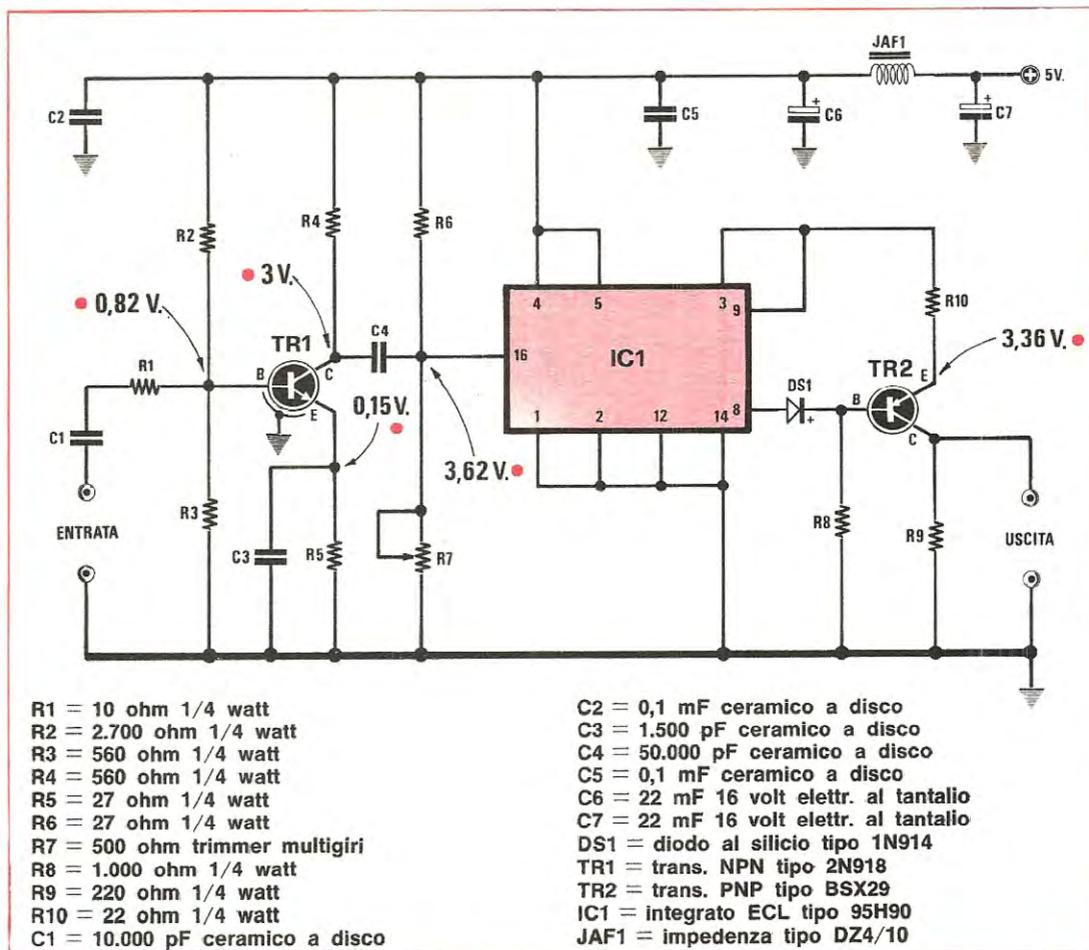 JAF1
5V.
C2
C5
C6
+
C7
+
R2
R4
R6
3 V.
0,82 V.
TR1
C4
R1
B
C
E
0,15 V.
3,62 V.
C1
ENTRATA
R3
C3
R5
R7
4
5
3
9
16
IC1
8
1
2
12
14
R10
3,36 V.
TR2
E
DS1
+
B
C
R8
R9
USCITA
R1 = 10 ohm 1/4 watt
R2 = 2.700 ohm 1/4 watt
R3 = 560 ohm 1/4 watt
R4 = 560 ohm 1/4 watt
R5 = 27 ohm 1/4 watt
R6 = 27 ohm 1/4 watt
R7 = 500 ohm trimmer multigiri
R8 = 1.000 ohm 1/4 watt
R9 = 220 ohm 1/4 watt
R10 = 22 ohm 1/4 watt
C1 = 10.000 pF ceramico a disco
C2 = 0,1 mF ceramico a disco
C3 = 1.500 pF ceramico a disco
C4 = 50.000 pF ceramico a disco
C5 = 0,1 mF ceramico a disco
C6 = 22 mF 16 volt elettr. al tantalio
C7 = 22 mF 16 volt elettr. al tantalio
DS1 = diodo al silicio tipo 1N914
TR1 = trans. NPN tipo 2N918
TR2 = trans. PNP tipo BSX29
IC1 = integrato ECL tipo 95H90
JAF1 = impedenza tipo DZ4/10